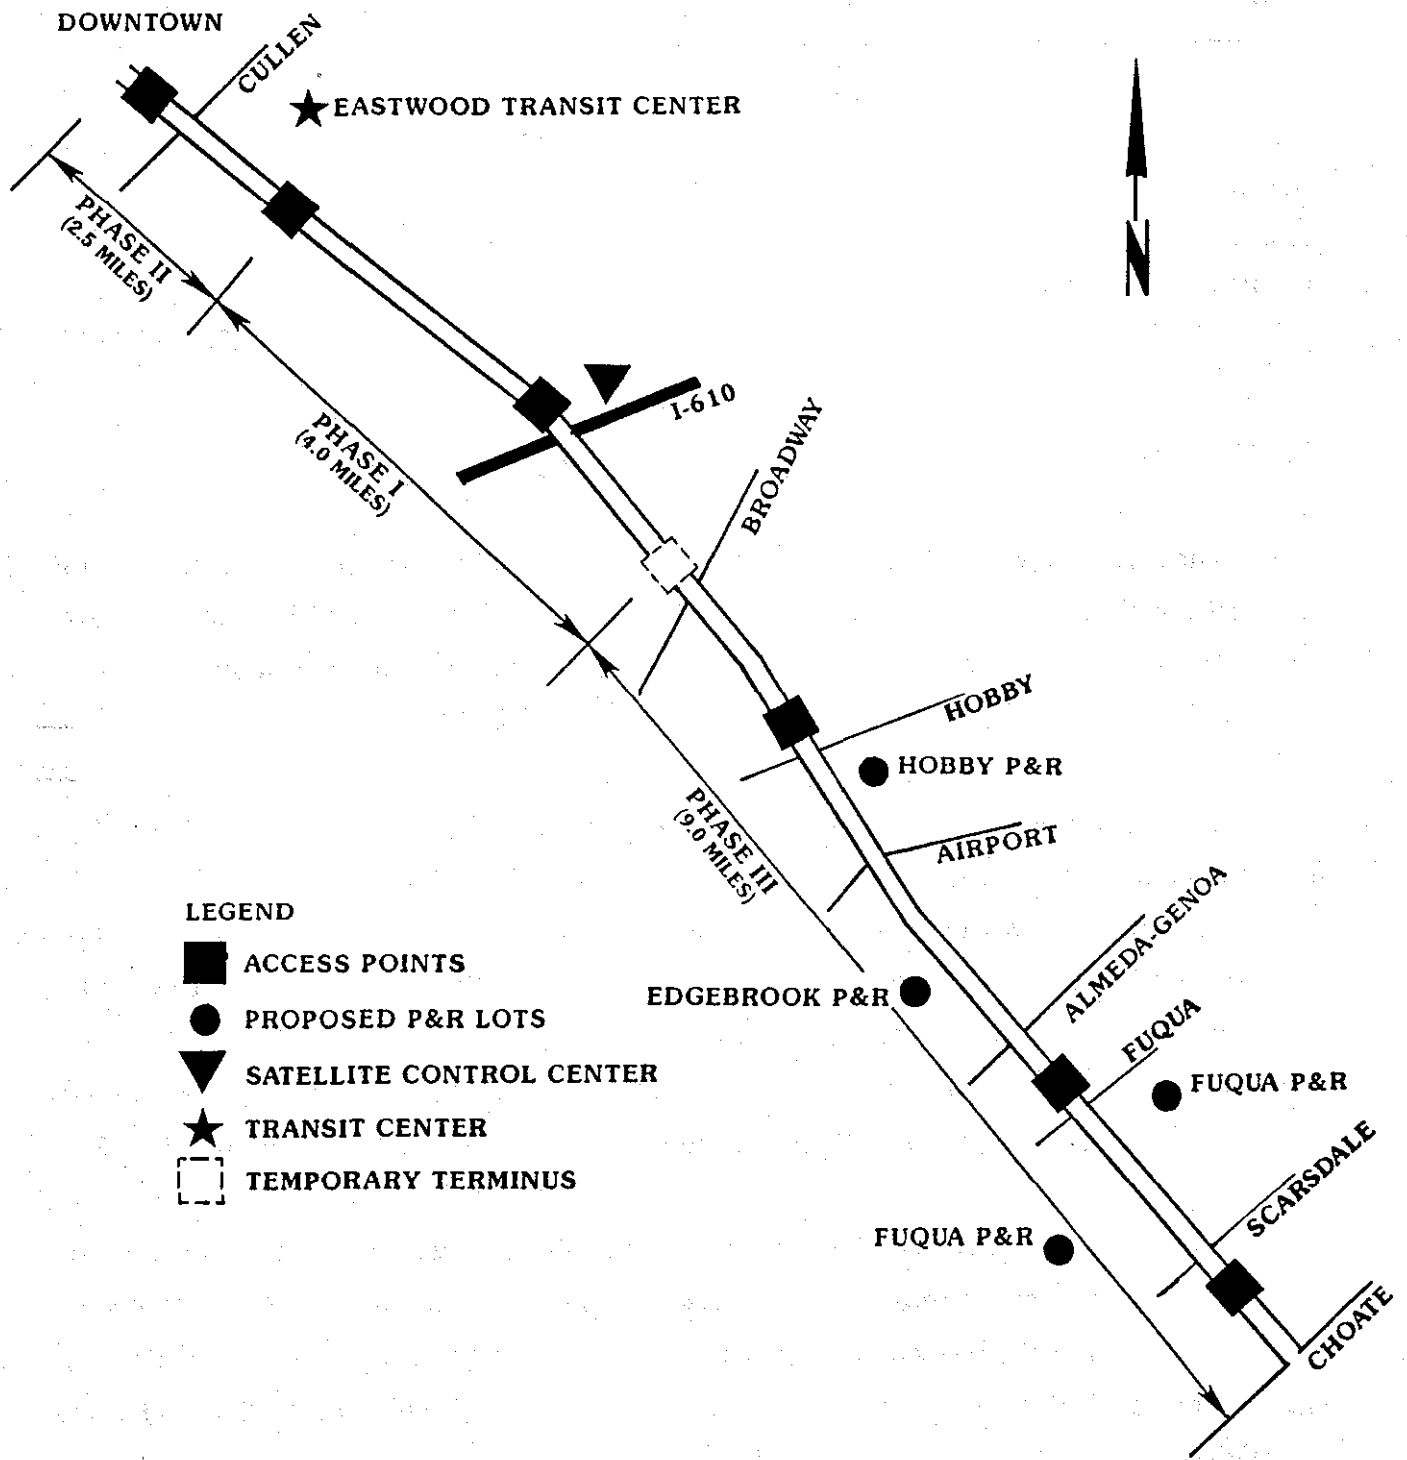 DOWNTOWN
CULLEN
EASTWOOD TRANSIT CENTER
PHASE II
(2.5 MILES)
N
I-610
PHASE I
(4.0 MILES)
BROADWAY
HOBBY
HOBBY P&R
PHASE III
(9.0 MILES)
AIRPORT
ALMEDA-GENOA
EDGEBROOK P&R
FUQUA
FUQUA P&R
SCARSDALE
FUQUA P&R
CHOATE
LEGEND
ACCESS POINTS
PROPOSED P&R LOTS
SATELLITE CONTROL CENTER
TRANSIT CENTER
TEMPORARY TERMINUS